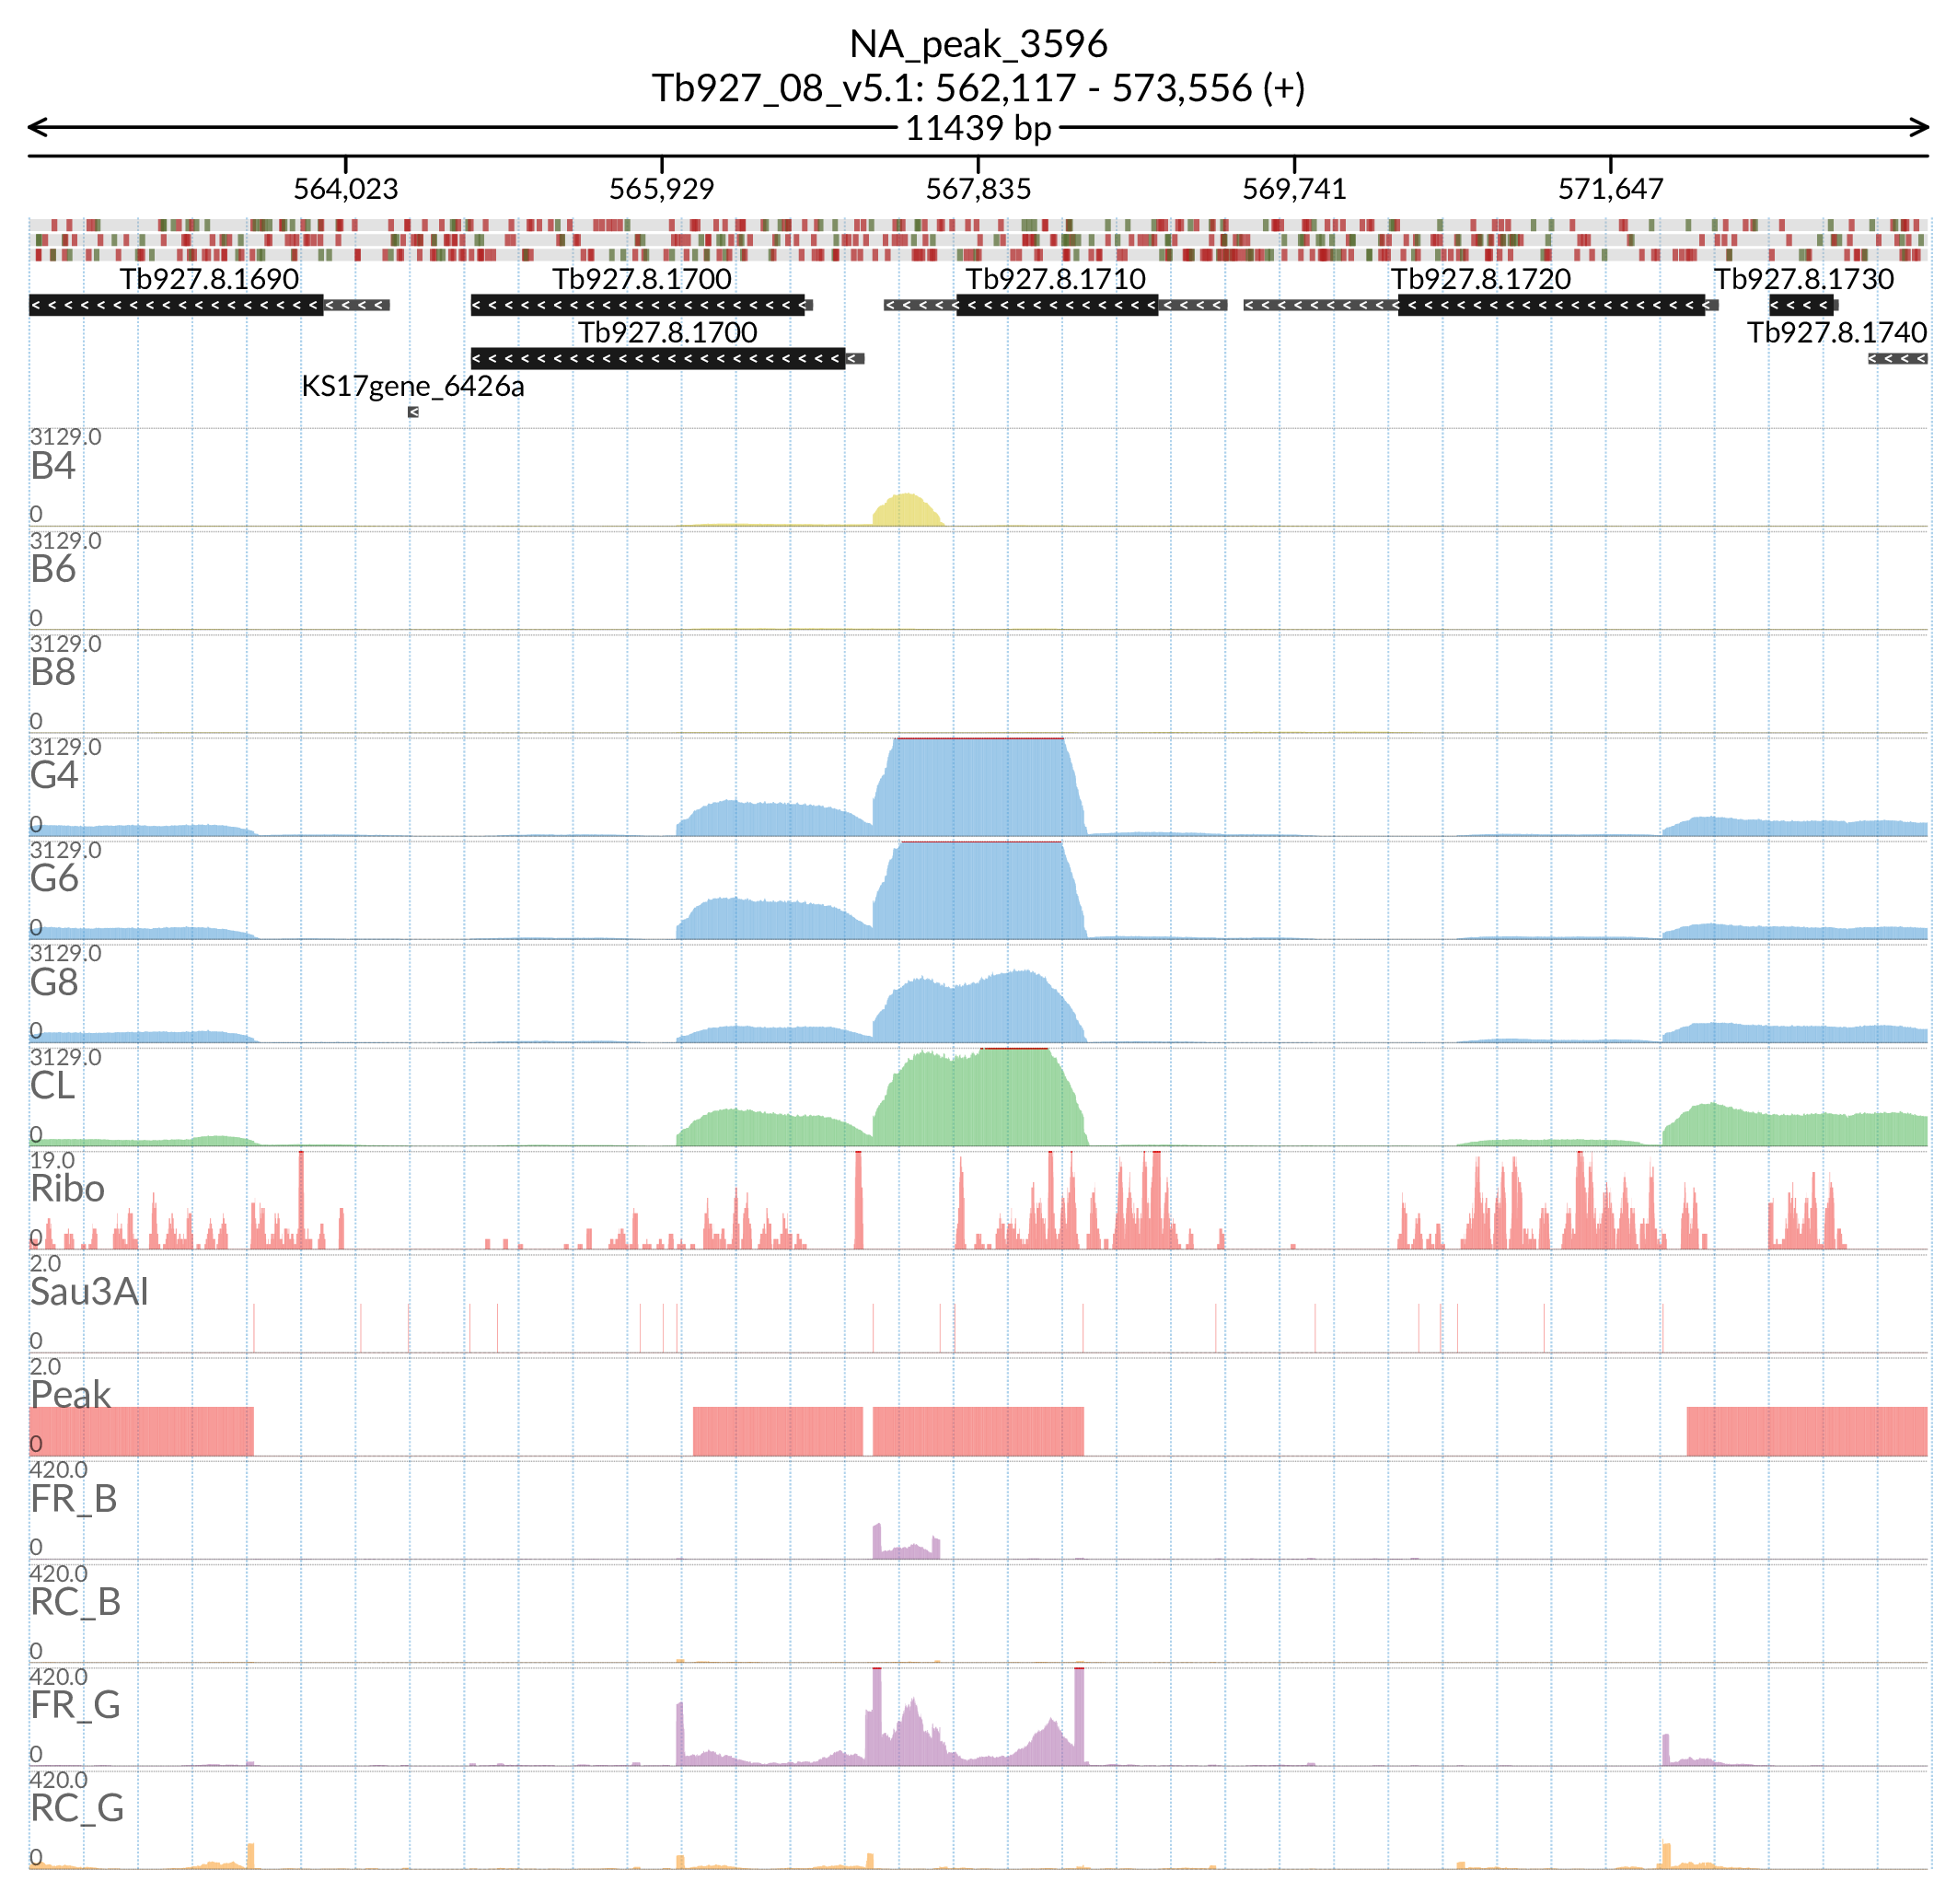 NA_peak_3596
Tb927_08_v5.1: 562,117 - 573,556 (+)
11439 bp
564,023 565,929 567,835 569,741 571,647
Tb927.8.1690 Tb927.8.1700 Tb927.8.1710 Tb927.8.1720 Tb927.8.1730
Tb927.8.1700 Tb927.8.1740
KS17gene_6426a
3129.0
B4
0
3129.0
B6
0
3129.0
B8
0
3129.0
G4
0
3129.0
G6
0
3129.0
G8
0
3129.0
CL
0
19.0
Ribo
0
2.0
Sau3AI
0
2.0
Peak
0
420.0
FR_B
0
420.0
RC_B
0
420.0
FR_G
0
420.0
RC_G
0